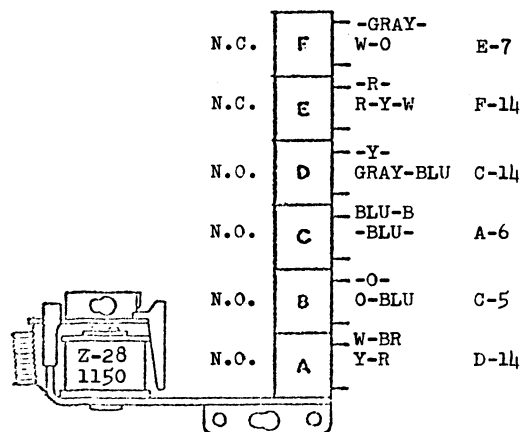 -GRAY-
N.C. F W-O E-7
-R-
N.C. E R-Y-W F-14
-Y-
N.O. D GRAY-BLU C-14
BLU-B
N.O. C -BLU- A-6
-O-
N.O. B O-BLU C-5
W-BR
N.O. A Y-R D-14
Z-28
1150